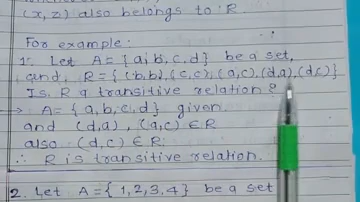 (x,z) also belongs to R
For example:
1. Let A = {a,b,c,d} be a set,
and, R = {(b,b),(c,c),(a,c),(d,a),(d,c)}
Is R a transitive relation?
→ A = {a,b,c,d} given
and (d,a), (a,c) ∈ R
also (d,c) ∈ R.
∴ R is transitive relation.
2. Let A = {1,2,3,4} be a set